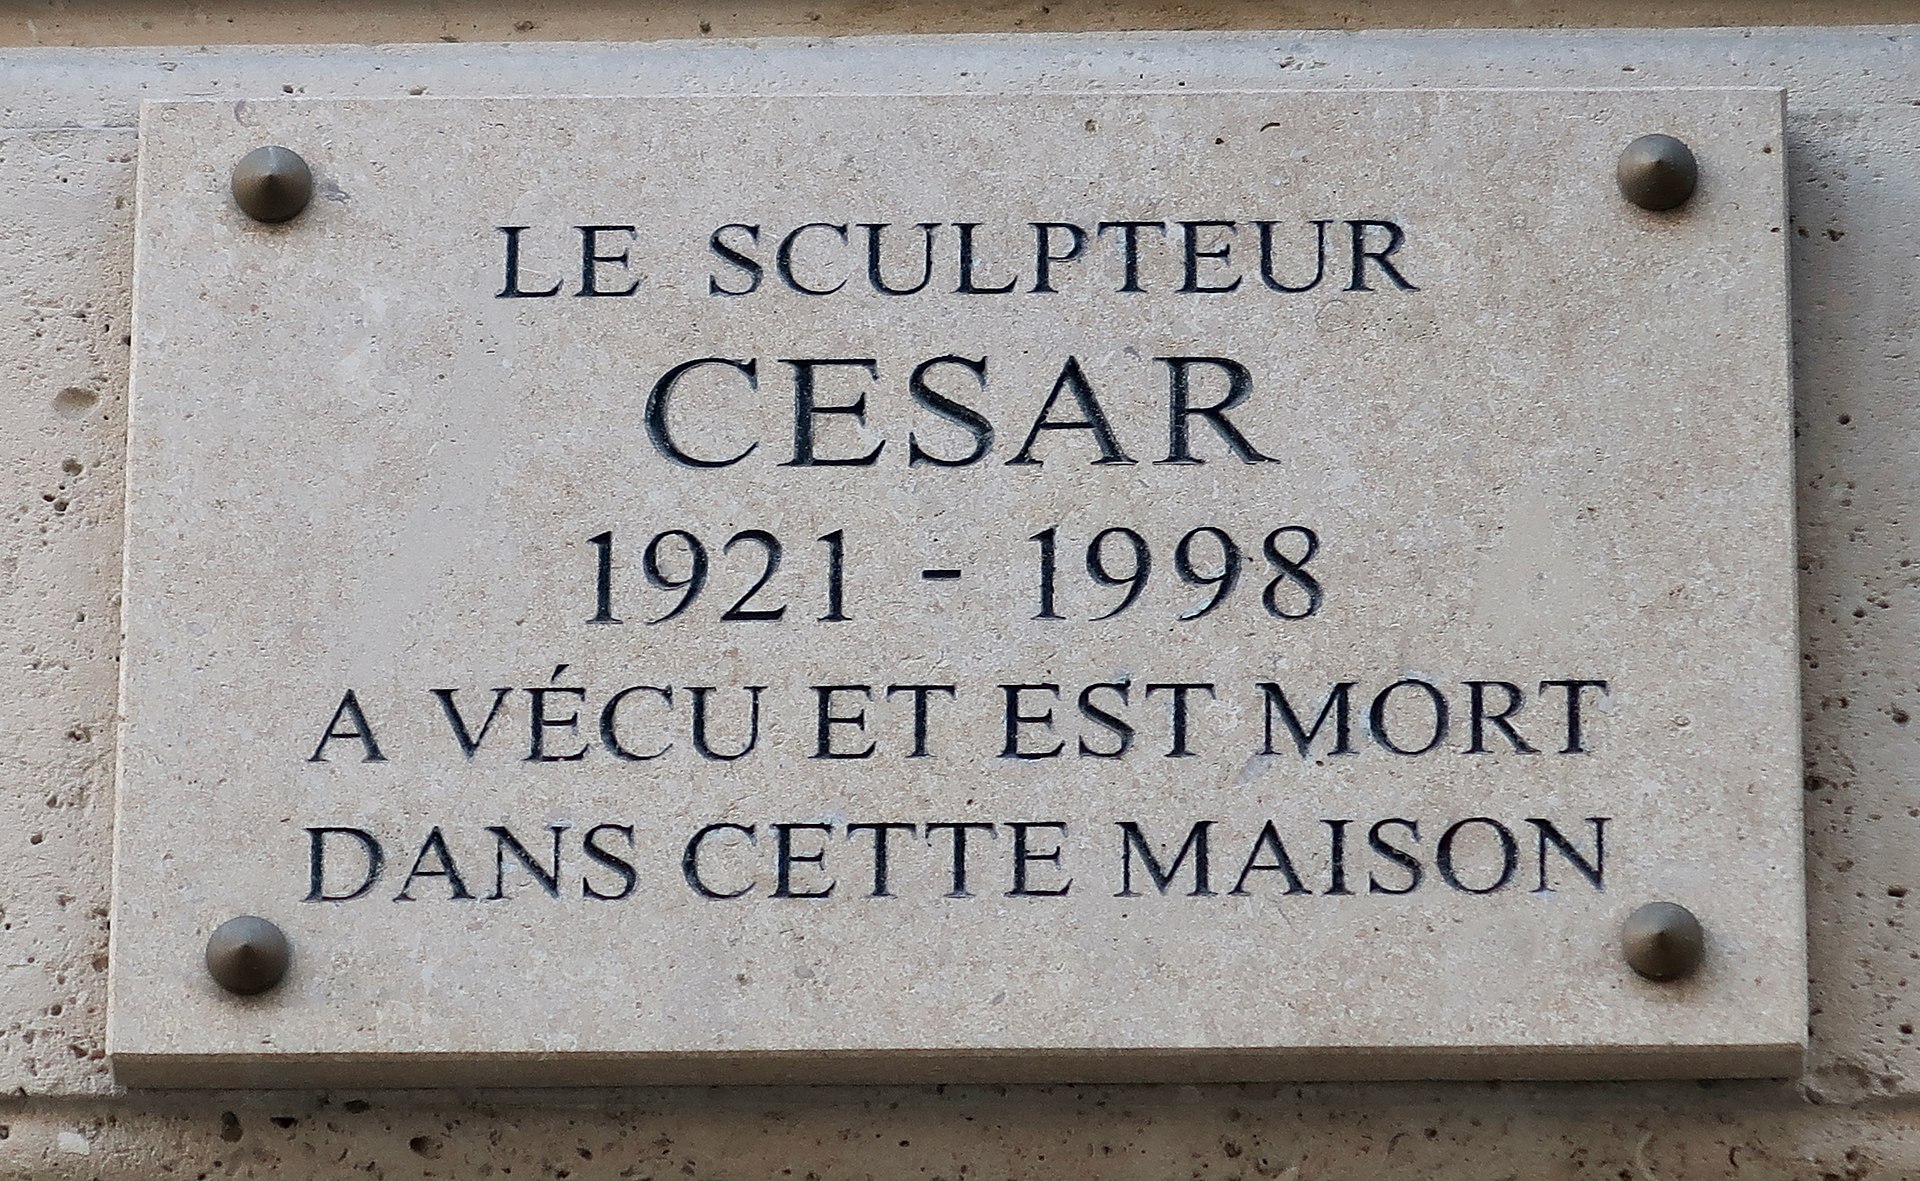 LE SCULPTEUR
CESAR
1921 - 1998
A VÉCU ET EST MORT
DANS CETTE MAISON